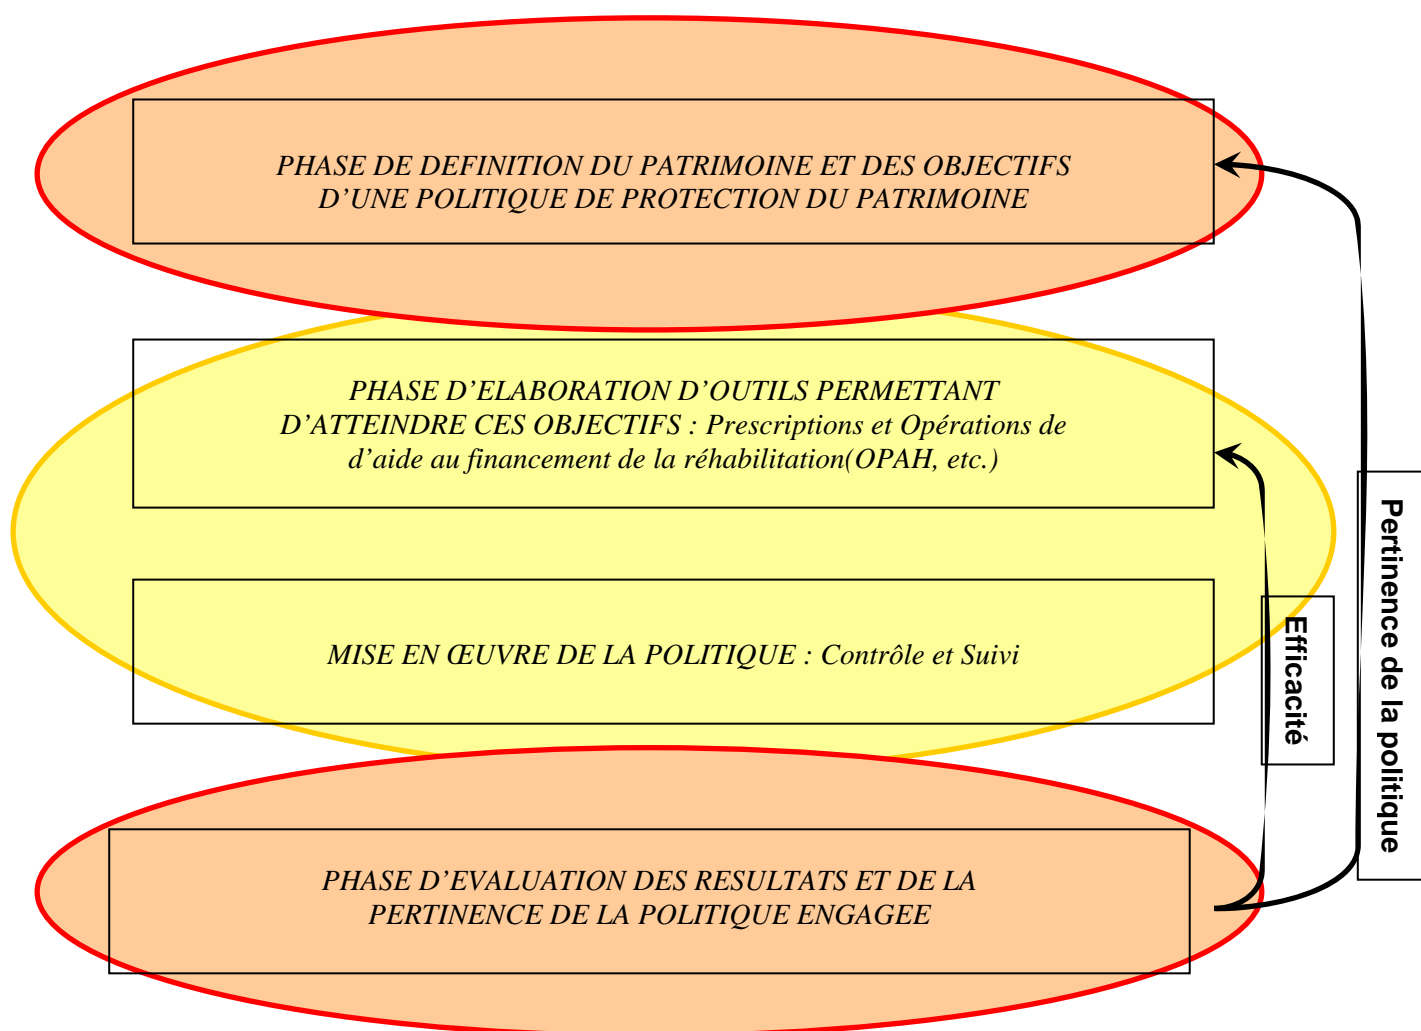 PHASE DE DEFINITION DU PATRIMOINE ET DES OBJECTIFS
D’UNE POLITIQUE DE PROTECTION DU PATRIMOINE
PHASE D’ELABORATION D’OUTILS PERMETTANT
D’ATTEINDRE CES OBJECTIFS : Prescriptions et Opérations de
d’aide au financement de la réhabilitation(OPAH, etc.)
MISE EN ŒUVRE DE LA POLITIQUE : Contrôle et Suivi
PHASE D’EVALUATION DES RESULTATS ET DE LA
PERTINENCE DE LA POLITIQUE ENGAGEE
Efficacité
Pertinence de la politique